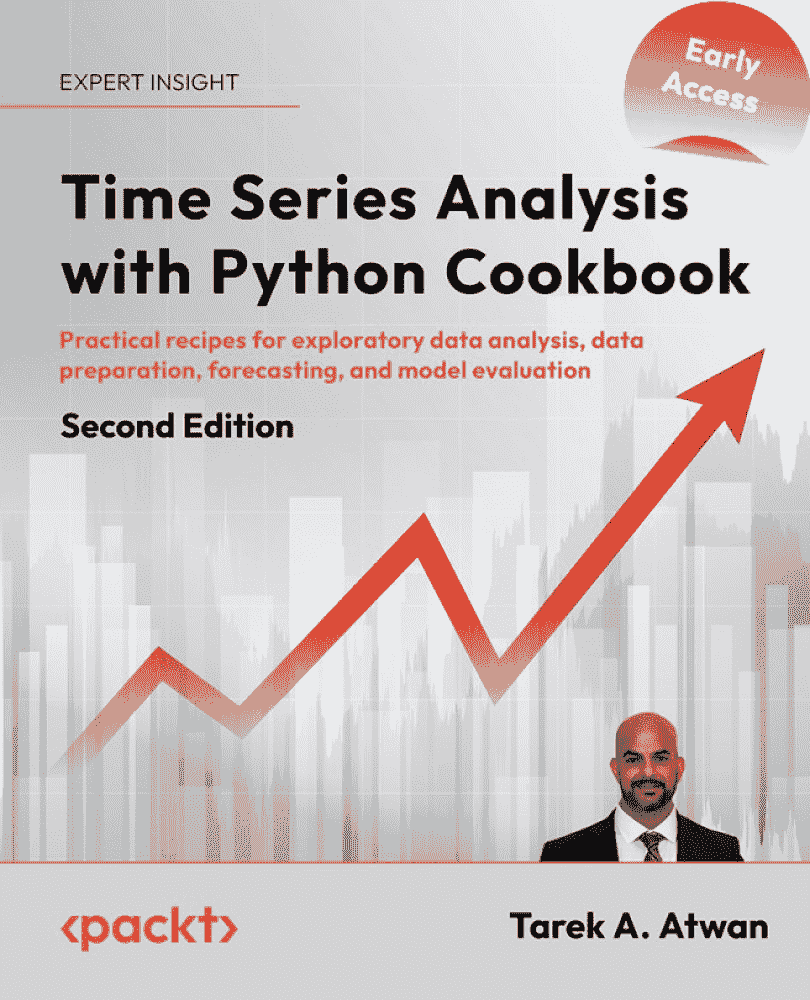 Early
Access
EXPERT INSIGHT
Time Series Analysis
with Python Cookbook
Practical recipes for exploratory data analysis, data
preparation, forecasting, and model evaluation
Second Edition
<packt>
Tarek A. Atwan